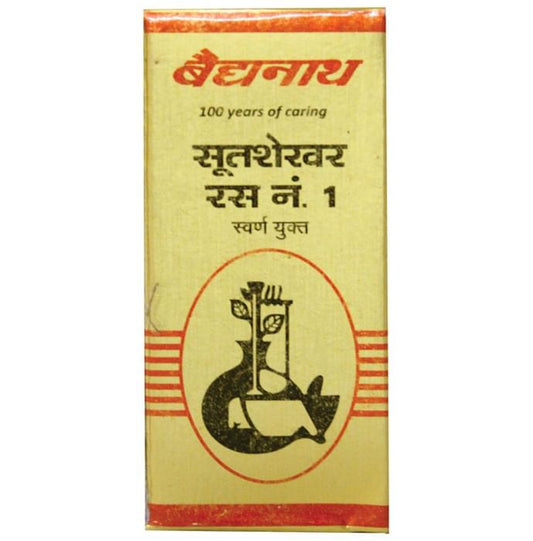 बैद्यनाथ
100 years of caring
सूतशेखर
रस नं. 1
स्वर्ण युक्त